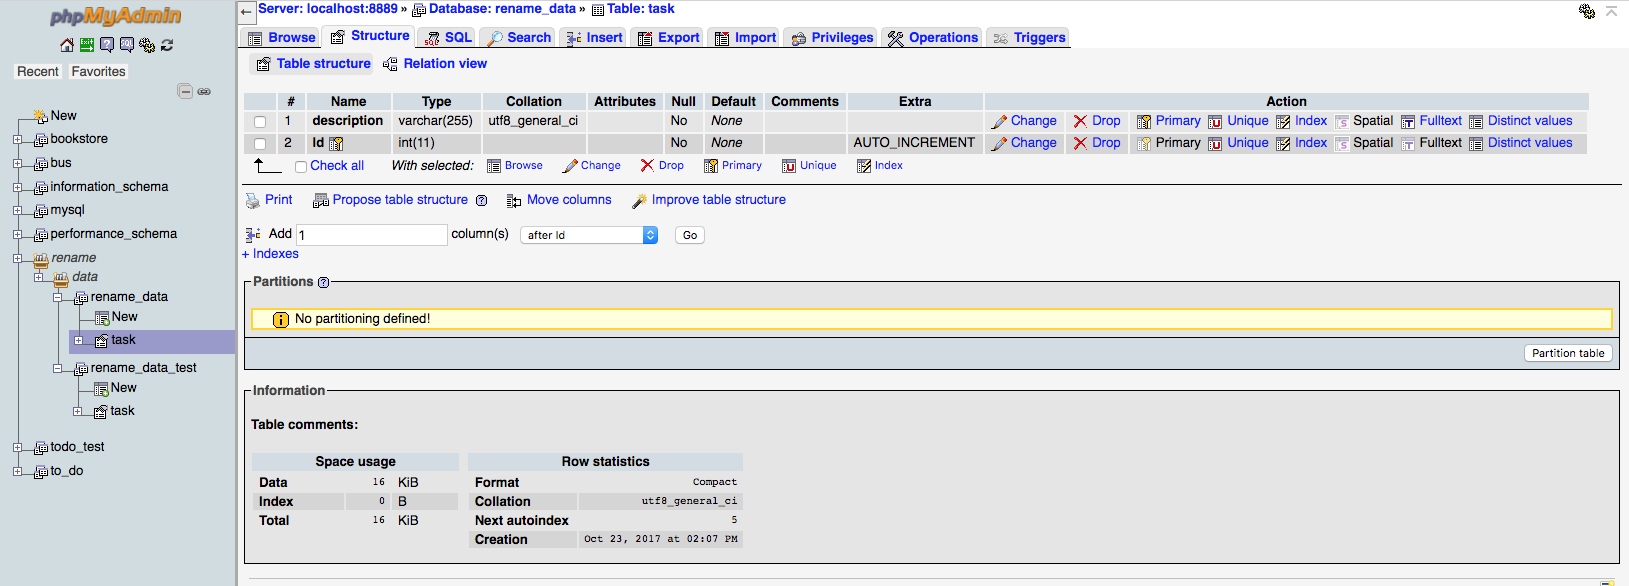 phpMyAdmin
Recent Favorites
New
bookstore
bus
information_schema
mysql
performance_schema
rename
data
rename_data
New
task
rename_data_test
New
task
todo_test
to_do
Server: localhost:8889 » Database: rename_data » Table: task
Browse Structure SQL Search Insert Export Import Privileges Operations Triggers
Table structure Relation view
# Name Type Collation Attributes Null Default Comments Extra Action
1 description varchar(255) utf8_general_ci No None Change Drop Primary Unique Index Spatial Fulltext Distinct values
2 Id int(11) No None AUTO_INCREMENT Change Drop Primary Unique Index Spatial Fulltext Distinct values
Check all With selected: Browse Change Drop Primary Unique Index
Print Propose table structure Move columns Improve table structure
Add 1 column(s) after Id Go
+ Indexes
Partitions
No partitioning defined!
Partition table
Information
Table comments:
Space usage
Data 16 KiB
Index 0 B
Total 16 KiB
Row statistics
Format Compact
Collation utf8_general_ci
Next autoindex 5
Creation Oct 23, 2017 at 02:07 PM